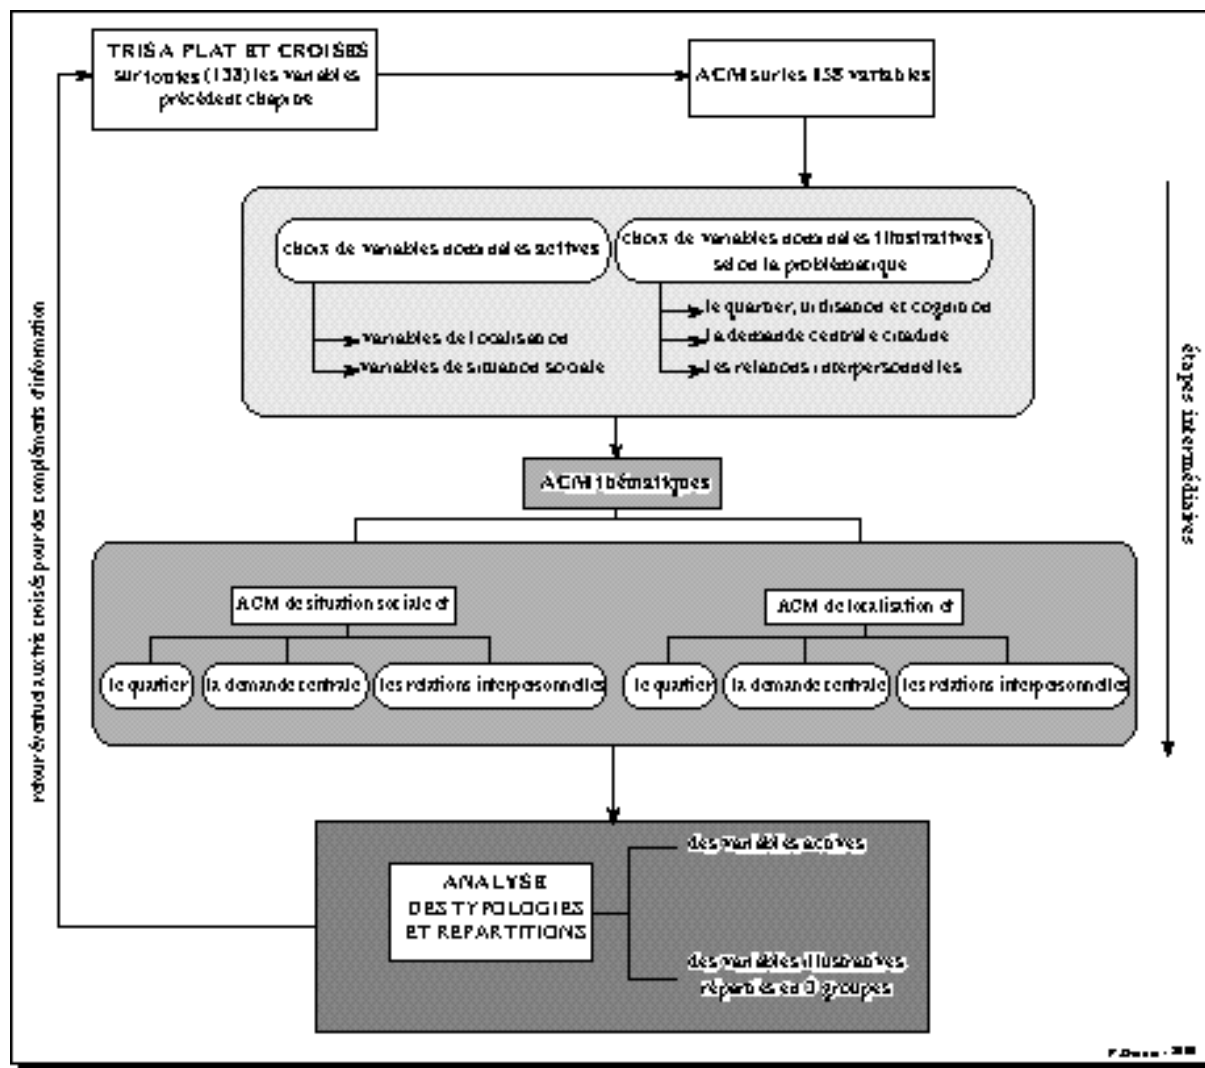 TRIS A PLAT ET CROISES
sur toutes (138) les variables
précédent chapitre
ACM sur les 138 variables
choix de variables nominales actives
variables de localisation
variables de situation sociale
choix de variables nominales illustratives
selon la problématique
le quartier, utilisation et cognition
la demande centrale citadine
les relations interpersonnelles
étapes intermédiaires
ACM thématiques
ACM de situation sociale et
le quartier
la demande centrale
les relations interpersonnelles
ACM de localisation et
le quartier
la demande centrale
les relations interpersonnelles
retour éventuel aux tris croisés pour des compléments d'information
ANALYSE
DES TYPOLOGIES
ET REPARTITIONS
des variables actives
des variables illustratives
réparties en 3 groupes